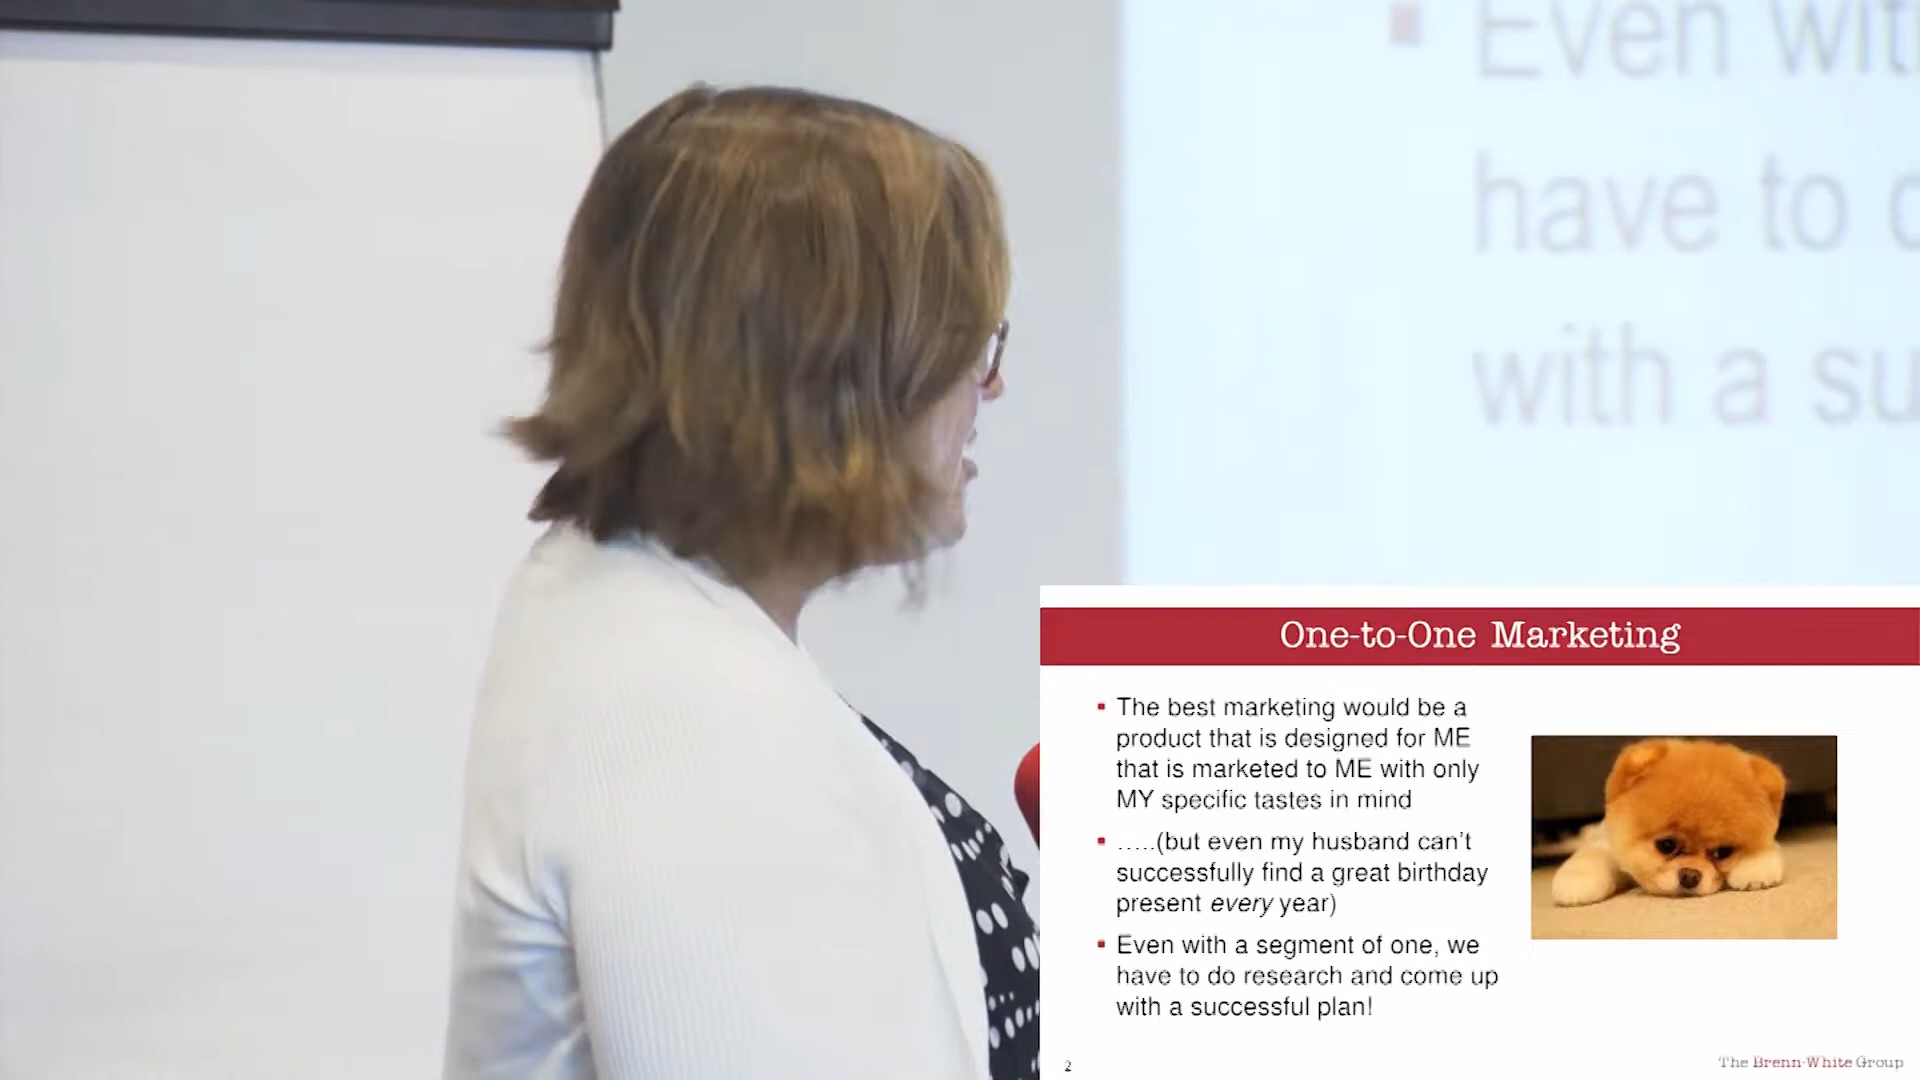 Even with
have to d
with a su
One-to-One Marketing
▪ The best marketing would be a
product that is designed for ME
that is marketed to ME with only
MY specific tastes in mind
▪ .....(but even my husband can't
successfully find a great birthday
present every year)
▪ Even with a segment of one, we
have to do research and come up
with a successful plan!
2
The Brenn-White Group